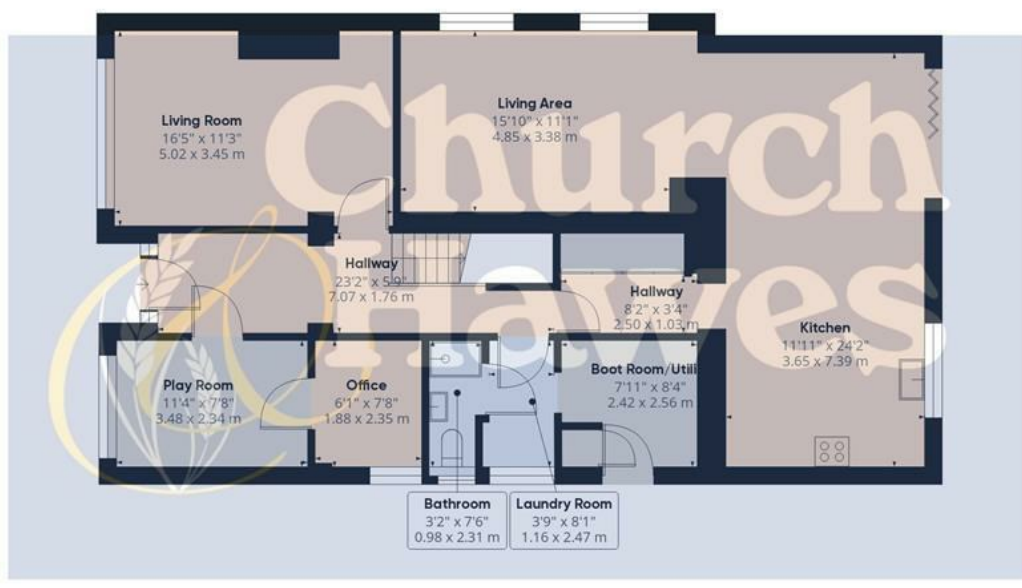 Church
& Hawes
Living Room
16'5" x 11'3"
5.02 x 3.45 m
Living Area
15'10" x 11'1"
4.85 x 3.38 m
Hallway
23'2" x 5'9"
7.07 x 1.76 m
Hallway
8'2" x 3'4"
2.50 x 1.03 m
Kitchen
11'11" x 24'2"
3.65 x 7.39 m
Play Room
11'4" x 7'8"
3.48 x 2.34 m
Office
6'1" x 7'8"
1.88 x 2.35 m
Boot Room/Utili
7'11" x 8'4"
2.42 x 2.56 m
Bathroom
3'2" x 7'6"
0.98 x 2.31 m
Laundry Room
3'9" x 8'1"
1.16 x 2.47 m